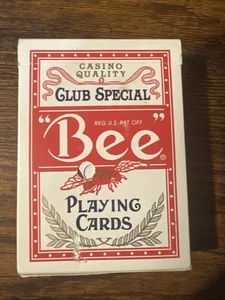 CASINO
QUALITY
CLUB SPECIAL
REG. U.S. PAT. OFF.
"Bee"®
PLAYING
CARDS